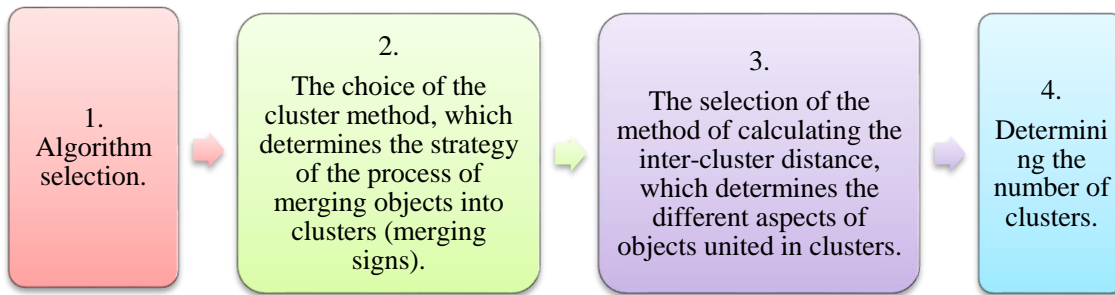 1.
Algorithm
selection.
2.
The choice of the
cluster method, which
determines the strategy
of the process of
merging objects into
clusters (merging
signs).
3.
The selection of the
method of calculating the
inter-cluster distance,
which determines the
different aspects of
objects united in clusters.
4.
Determini
ng the
number of
clusters.